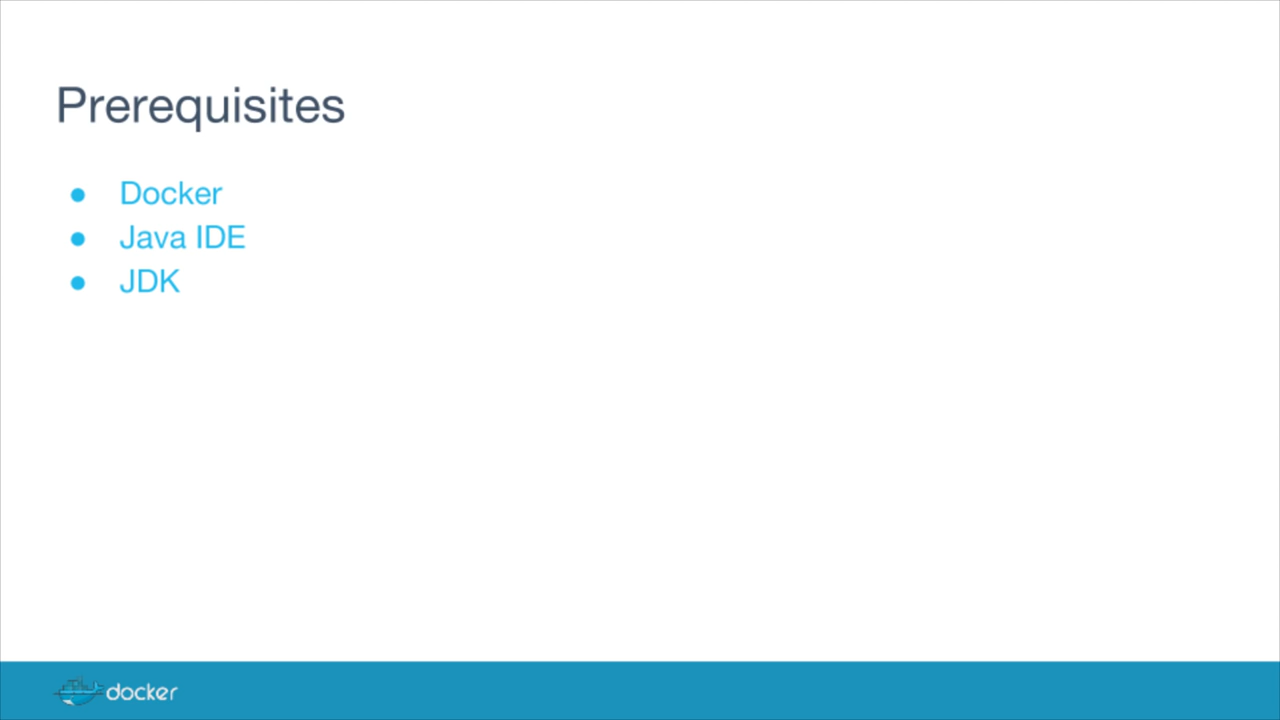 Prerequisites
● Docker
● Java IDE
● JDK
docker